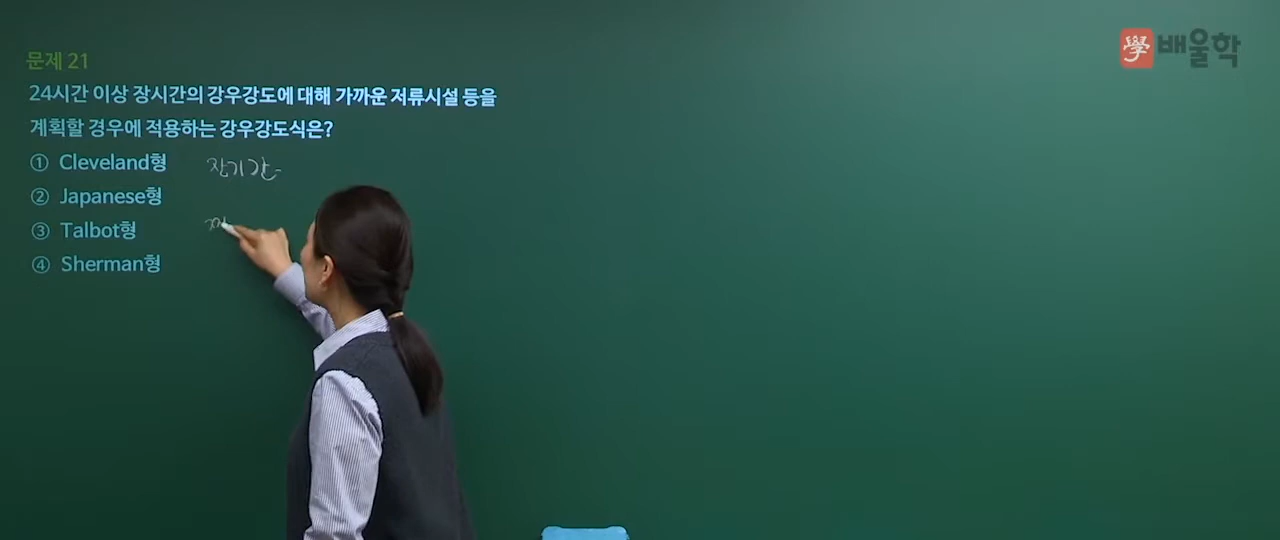 學배울학
문제 21
24시간 이상 장시간의 강우강도에 대해 가까운 저류시설 등을
계획할 경우에 적용하는 강우강도식은?
① Cleveland형 장기간-
② Japanese형
③ Talbot형
④ Sherman형